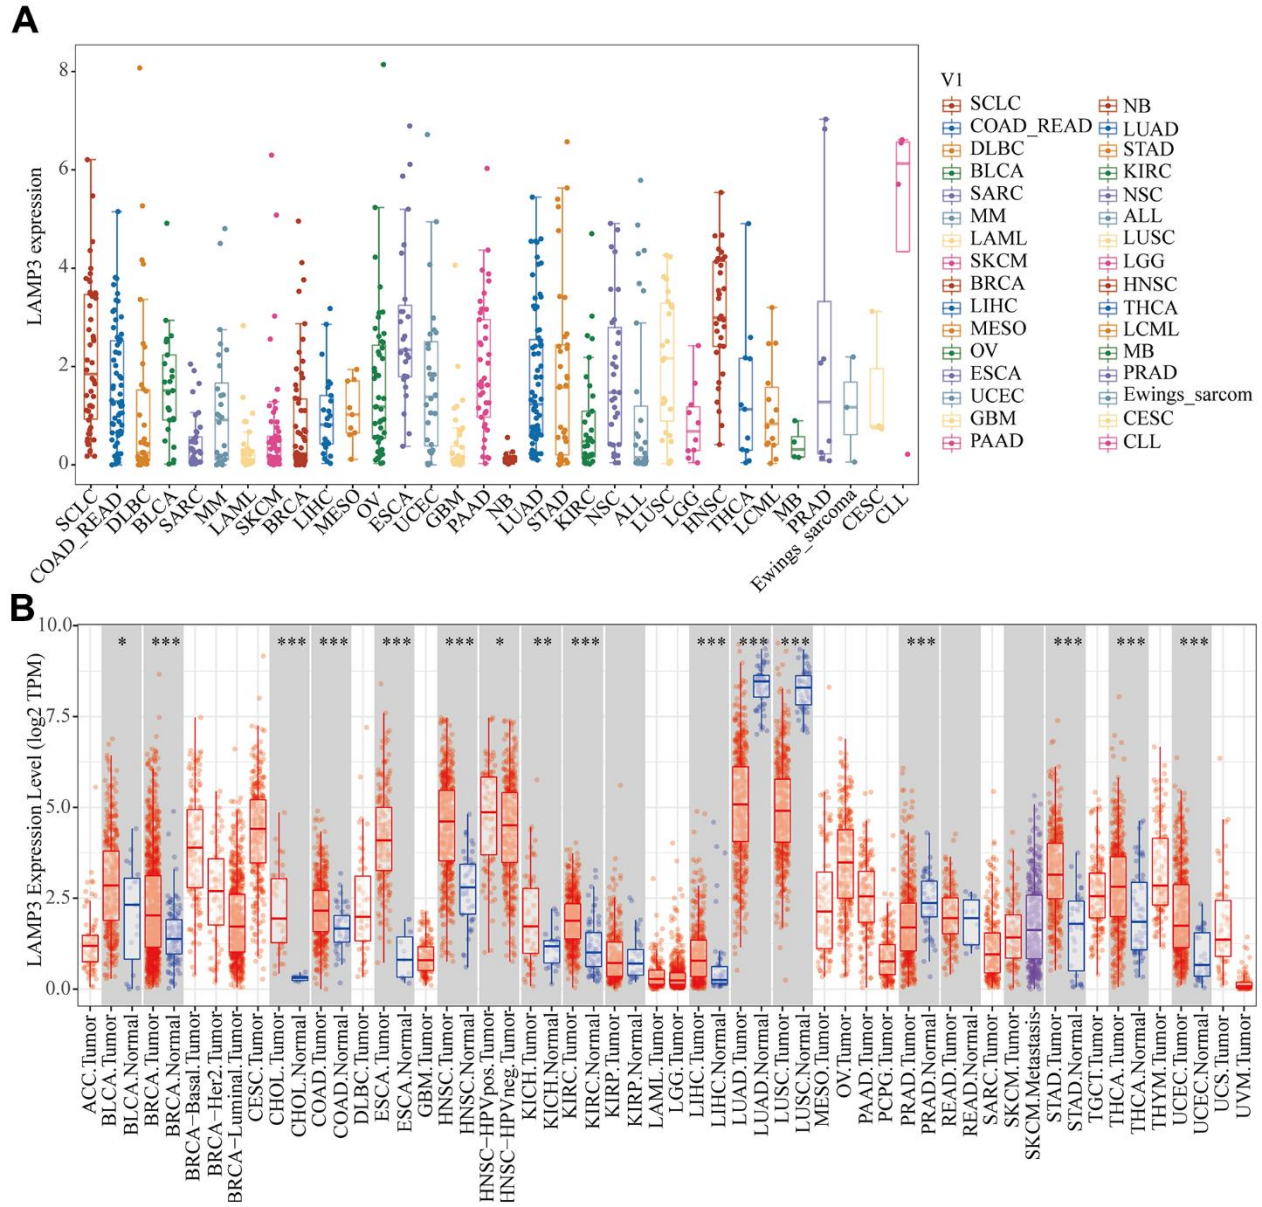 A
LAMP3 expression
8
6
4
2
0
SCLC
COAD_READ
DLBC
BLCA
SARC
MM
LAML
SKCM
BRCA
LIHC
MESO
OV
ESCA
UCEC
GBM
PAAD
NB
LUAD
STAD
KIRC
NSC
ALL
LUSC
LGG
HNSC
THCA
LCML
MB
PRAD
Ewings_sarcoma
CESC
CLL
V1
SCLC
COAD_READ
DLBC
BLCA
SARC
MM
LAML
SKCM
BRCA
LIHC
MESO
OV
ESCA
UCEC
GBM
PAAD
NB
LUAD
STAD
KIRC
NSC
ALL
LUSC
LGG
HNSC
THCA
LCML
MB
PRAD
Ewings_sarcom
CESC
CLL
B
LAMP3 Expression Level (log2 TPM)
10.0
7.5
5.0
2.5
0.0
* *** *** *** *** *** * ** *** *** *** *** *** *** *** ***
ACC.Tumor
BLCA.Tumor
BLCA.Normal
BRCA.Tumor
BRCA.Normal
BRCA-Basal.Tumor
BRCA-Her2.Tumor
BRCA-Luminal.Tumor
CESC.Tumor
CHOL.Tumor
CHOL.Normal
COAD.Tumor
COAD.Normal
DLBC.Tumor
ESCA.Tumor
ESCA.Normal
GBM.Tumor
HNSC.Tumor
HNSC.Normal
HNSC-HPVpos.Tumor
HNSC-HPVneg.Tumor
KICH.Tumor
KICH.Normal
KIRC.Tumor
KIRC.Normal
KIRP.Tumor
KIRP.Normal
LAML.Tumor
LGG.Tumor
LIHC.Tumor
LIHC.Normal
LUAD.Tumor
LUAD.Normal
LUSC.Tumor
LUSC.Normal
MESO.Tumor
OV.Tumor
PAAD.Tumor
PCPG.Tumor
PRAD.Tumor
PRAD.Normal
READ.Tumor
READ.Normal
SARC.Tumor
SKCM.Tumor
SKCM.Metastasis
STAD.Tumor
STAD.Normal
TGCT.Tumor
THCA.Tumor
THCA.Normal
THYM.Tumor
UCEC.Tumor
UCEC.Normal
UCS.Tumor
UVM.Tumor